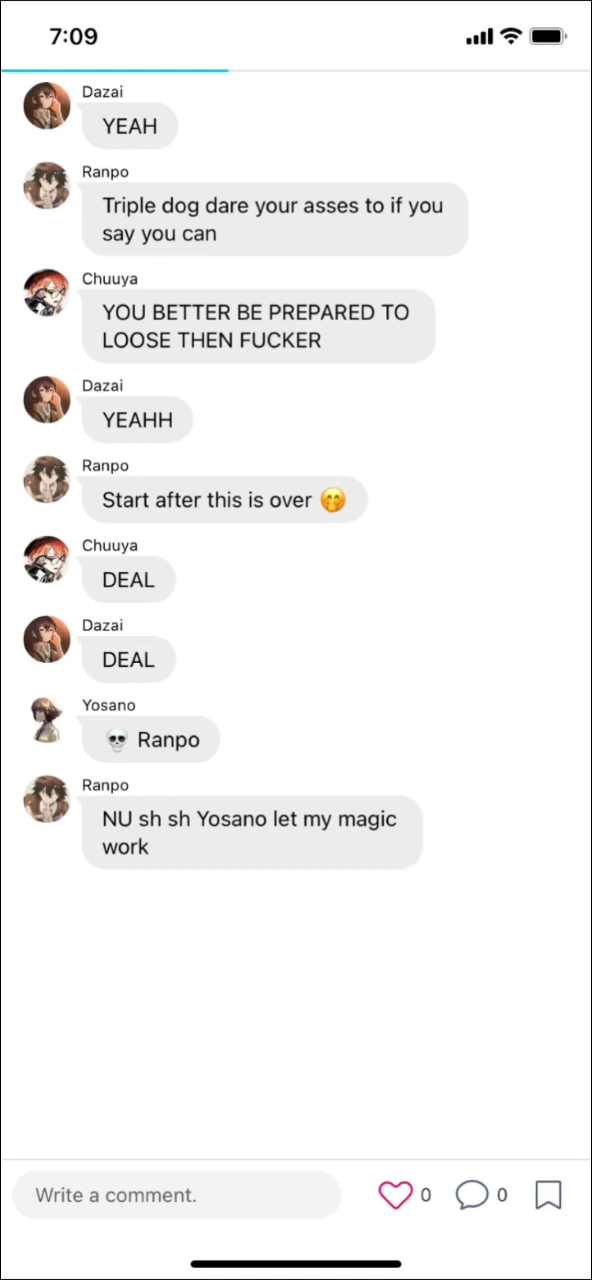 7:09
Dazai
YEAH
Ranpo
Triple dog dare your asses to if you
say you can
Chuuya
YOU BETTER BE PREPARED TO
LOOSE THEN FUCKER
Dazai
YEAHH
Ranpo
Start after this is over 🤭
Chuuya
DEAL
Dazai
DEAL
Yosano
💀 Ranpo
Ranpo
NU sh sh Yosano let my magic
work
Write a comment.
0
0